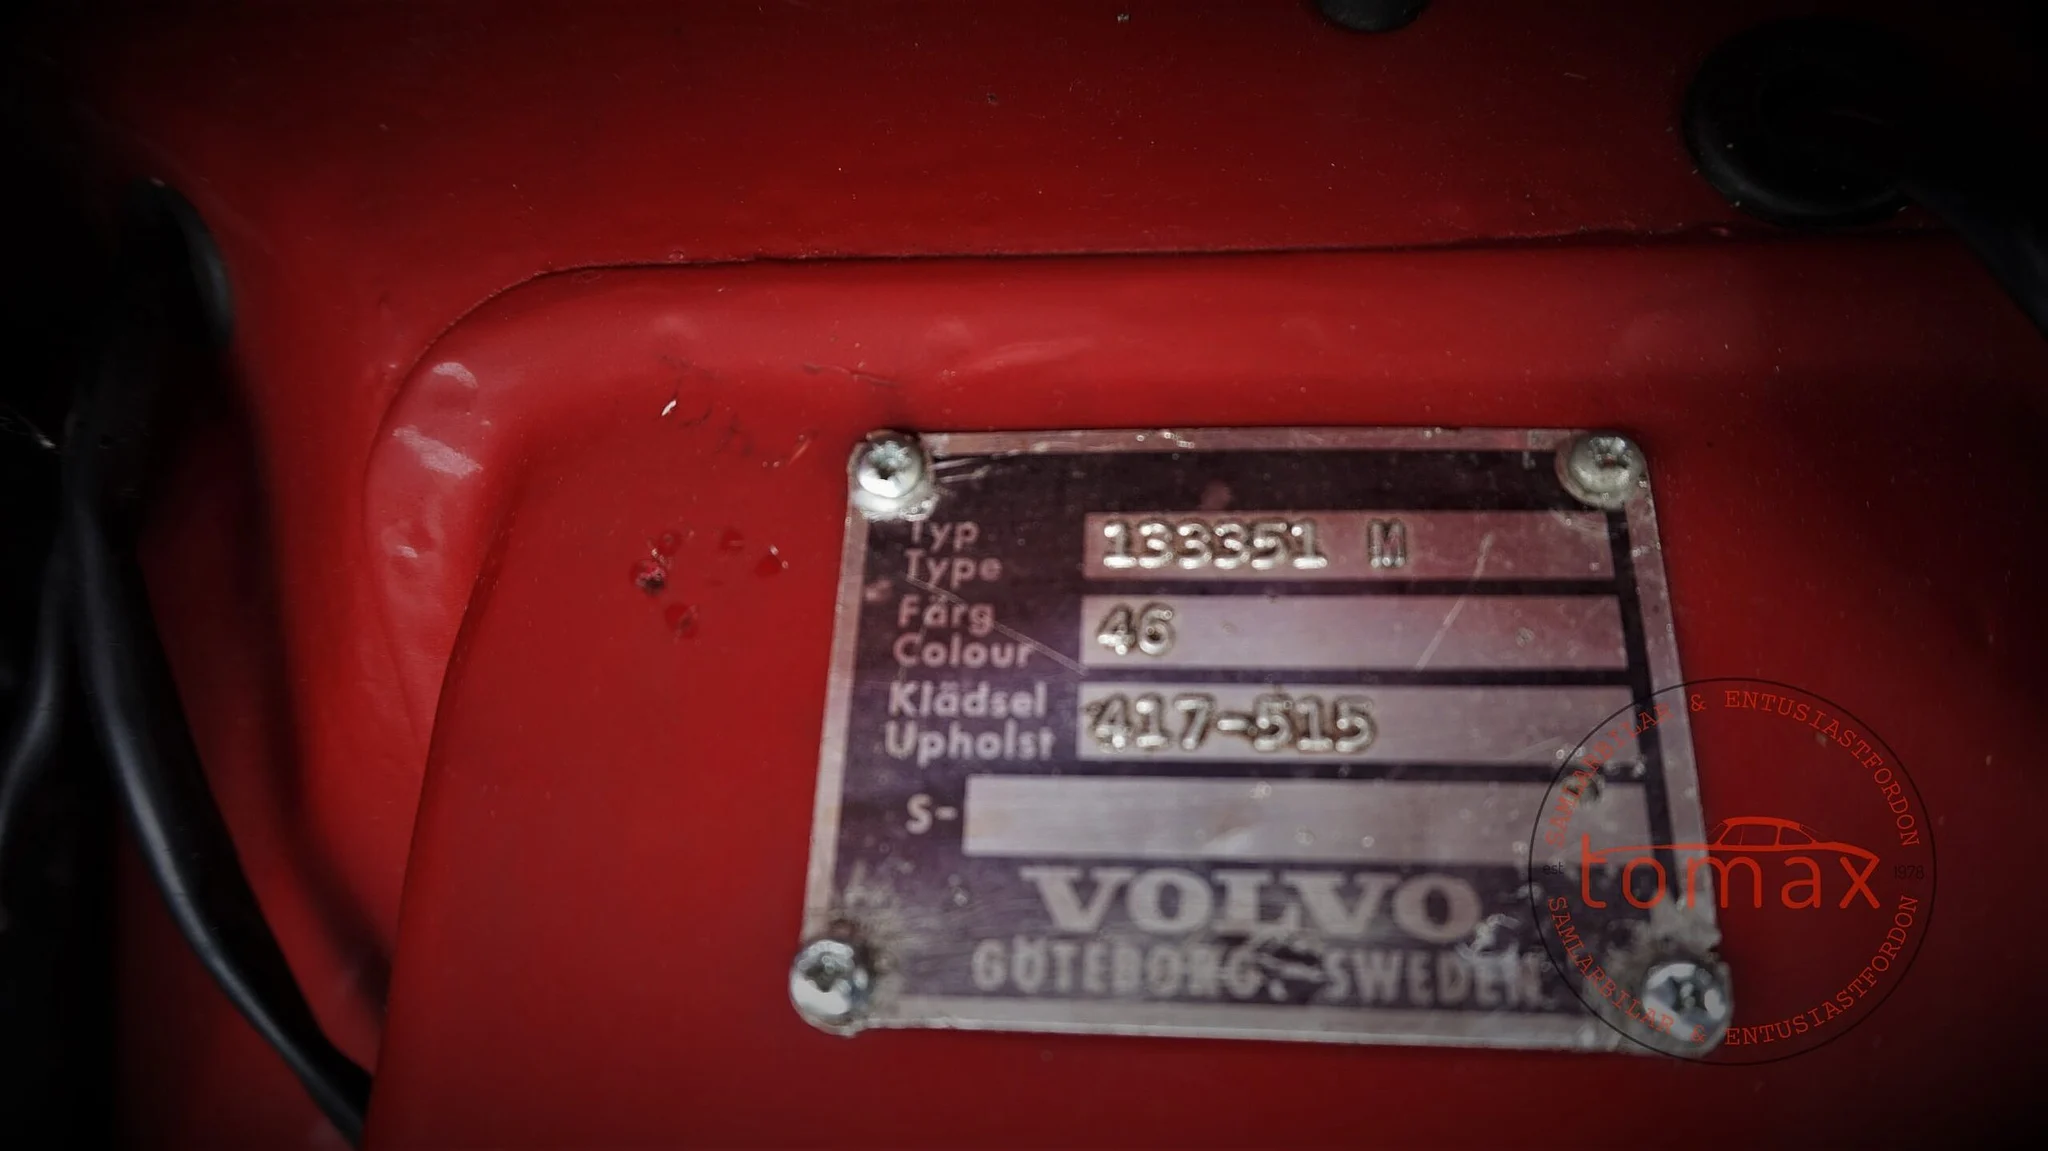 Typ
Type
133351 M
Färg
Colour
46
Klädsel
Upholst
417-515
S-
VOLVO
GÖTEBORG. SWEDEN
SAMLARBILAR & ENTUSIASTFORDON
est
tomax
1978
SAMLARBILAR & ENTUSIASTFORDON